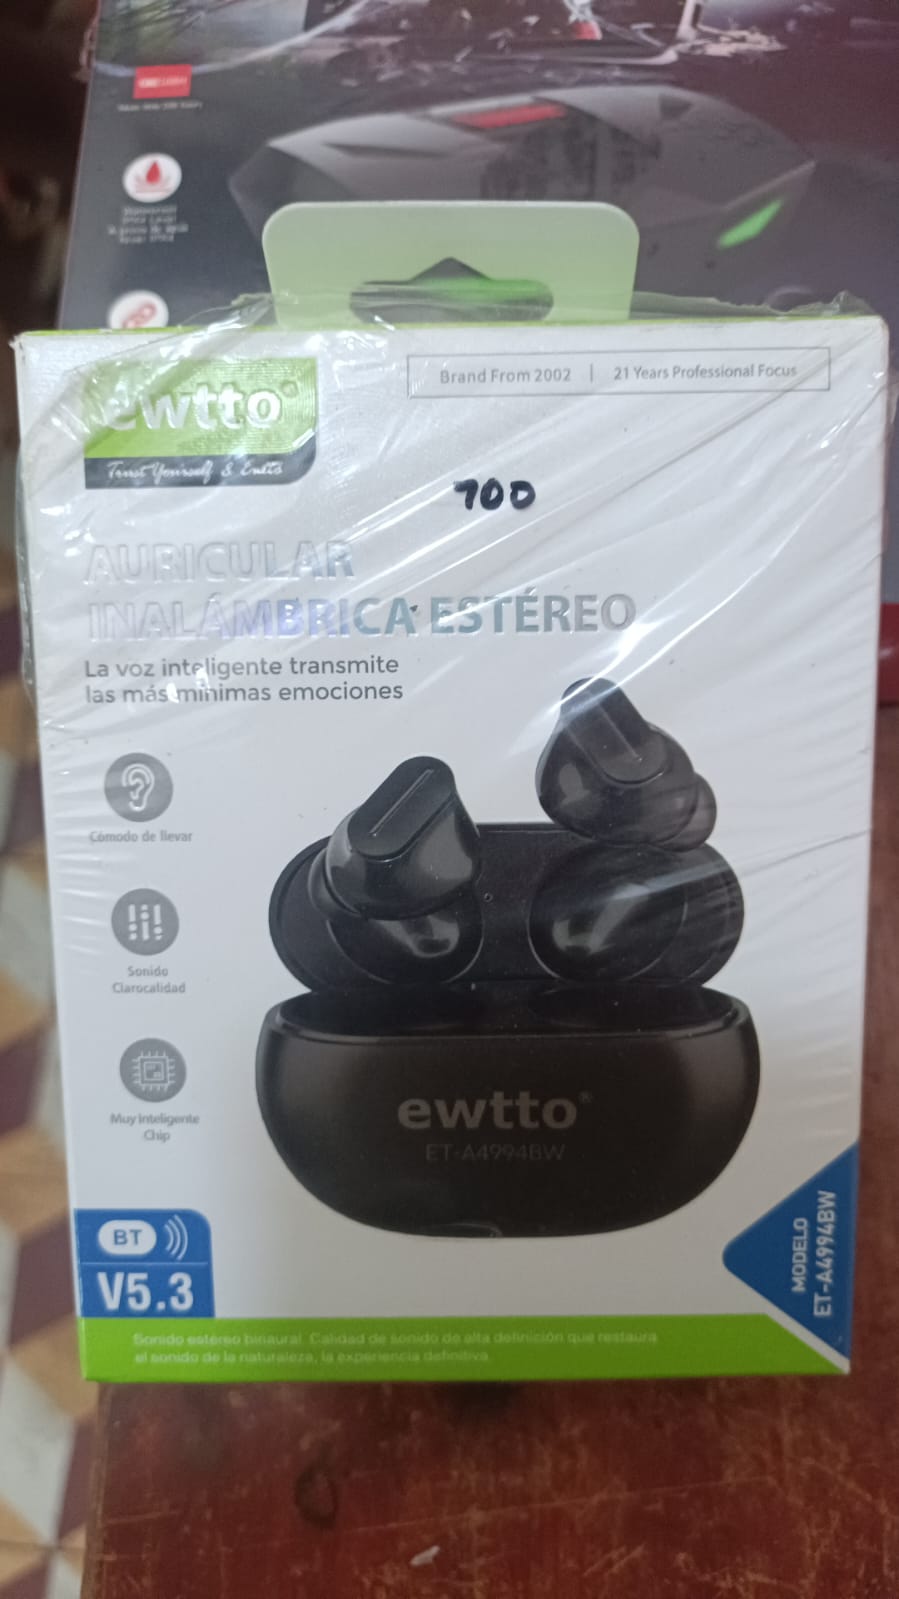 ewtto®
Trust Yourself & Ewtto
Brand From 2002 | 21 Years Professional Focus
700
AURICULAR
INALÁMBRICA ESTÉREO
La voz inteligente transmite
las más mínimas emociones
Cómodo de llevar
Sonido
Clarocalidad
Muy Inteligente
Chip
ewtto®
ET-A4994BW
BT
V5.3
MODELO
ET-A4994BW
Sonido estéreo binaural. Calidad de sonido de alta definición que restaura
el sonido de la naturaleza, la experiencia definitiva.